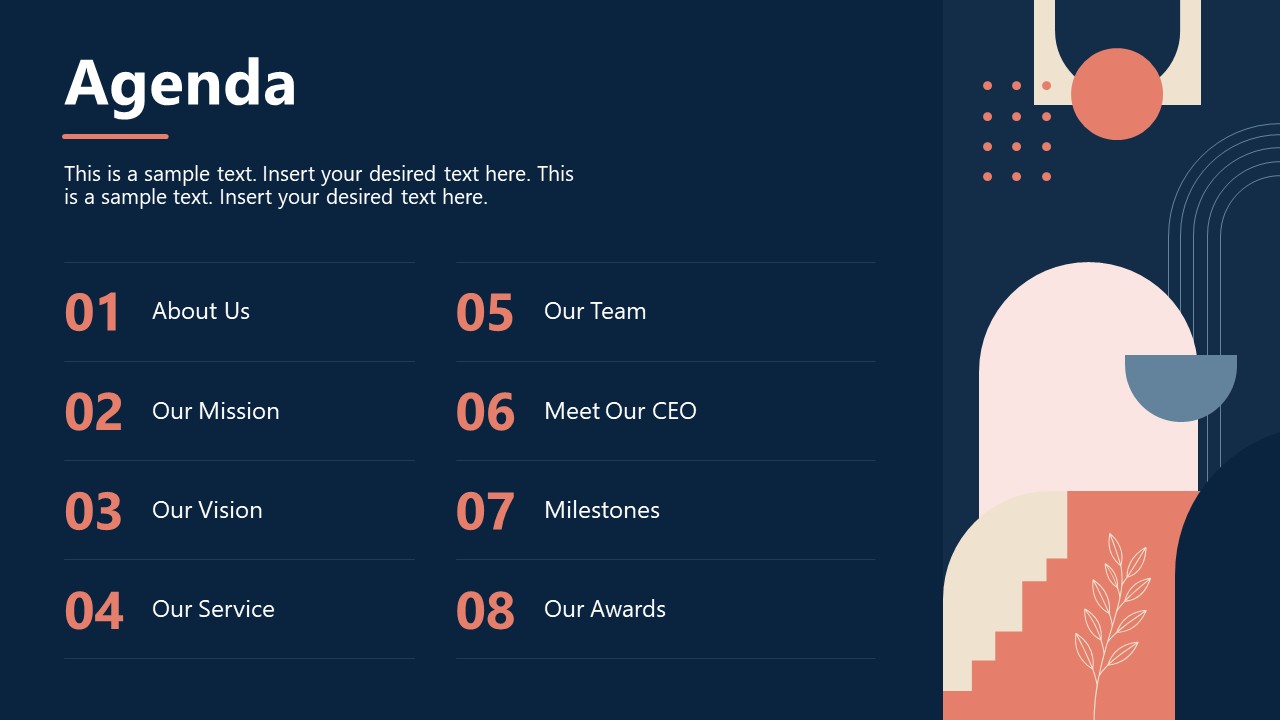 Agenda
This is a sample text. Insert your desired text here. This
is a sample text. Insert your desired text here.
01 About Us
02 Our Mission
03 Our Vision
04 Our Service
05 Our Team
06 Meet Our CEO
07 Milestones
08 Our Awards